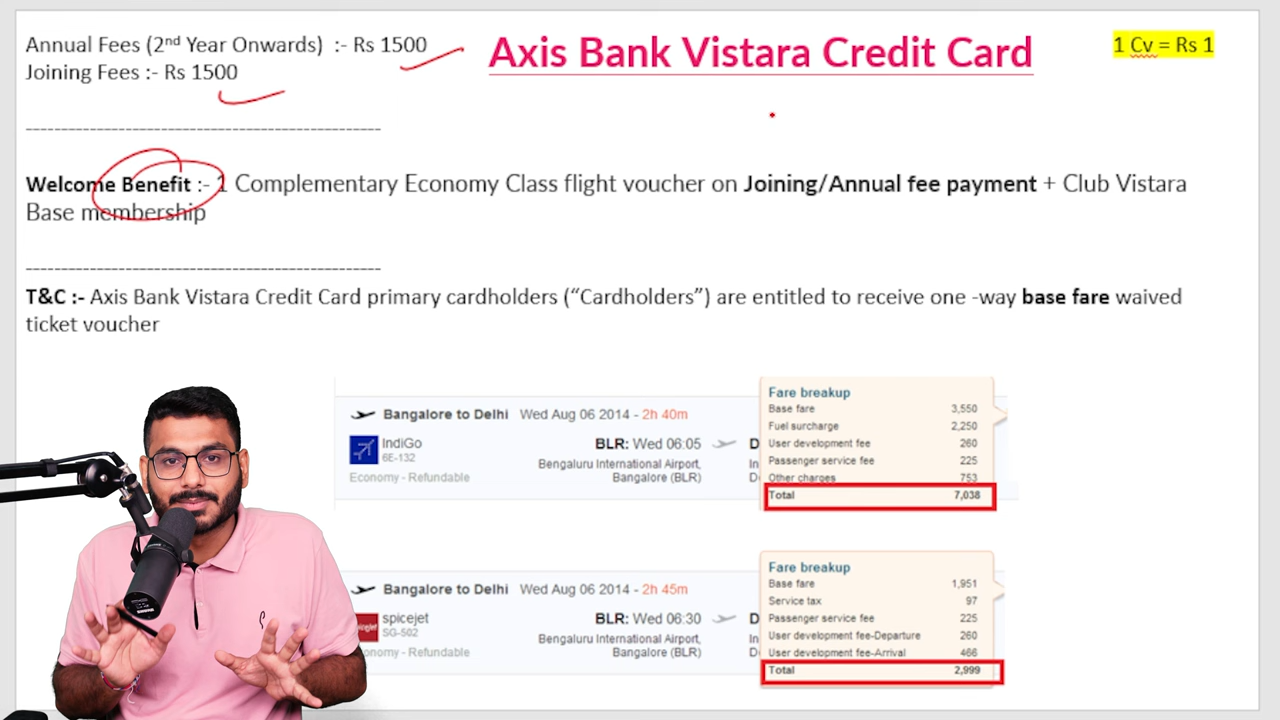 Annual Fees (2nd Year Onwards) :- Rs 1500
Axis Bank Vistara Credit Card
1 Cv = Rs 1
Joining Fees :- Rs 1500
-------------------------------------------------
Welcome Benefit :- 1 Complementary Economy Class flight voucher on Joining/Annual fee payment + Club Vistara
Base membership
-------------------------------------------------
T&C :- Axis Bank Vistara Credit Card primary cardholders (“Cardholders”) are entitled to receive one -way base fare waived
ticket voucher
Bangalore to Delhi Wed Aug 06 2014 - 2h 40m
IndiGo
6E-132
Economy - Refundable
BLR: Wed 06:05
Bengaluru International Airport,
Bangalore (BLR)
Fare breakup
Base fare 3,550
Fuel surcharge 2,250
User development fee 260
Passenger service fee 225
Other charges 753
Total 7,038
Bangalore to Delhi Wed Aug 06 2014 - 2h 45m
spicejet
SG-502
BLR: Wed 06:30
Bengaluru International Airport,
Bangalore (BLR)
Fare breakup
Base fare 1,951
Service tax 97
Passenger service fee 225
User development fee-Departure 260
User development fee-Arrival 466
Total 2,999